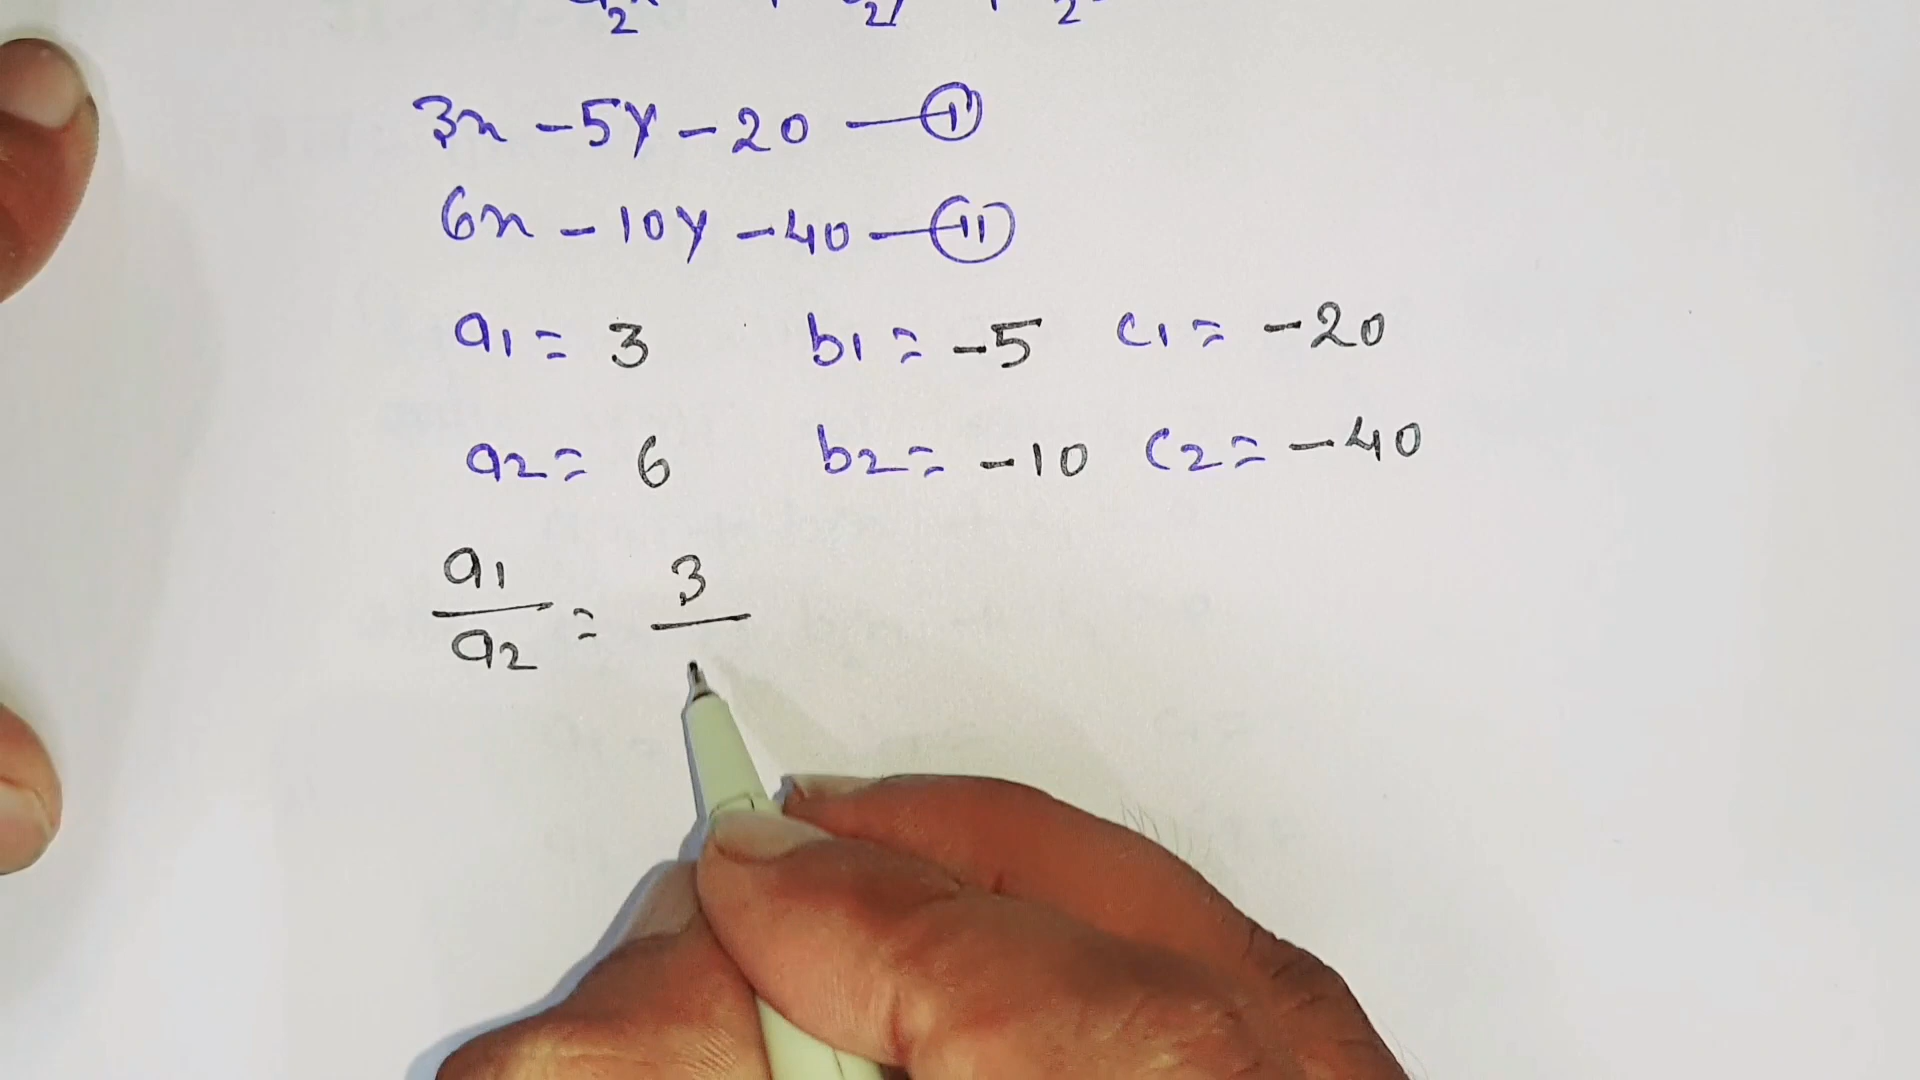 3x - 5y - 20 — (I)
6x - 10y - 40 — (II)
a1 = 3 b1 = -5 c1 = -20
a2 = 6 b2 = -10 c2 = -40
a1/a2 = 3/